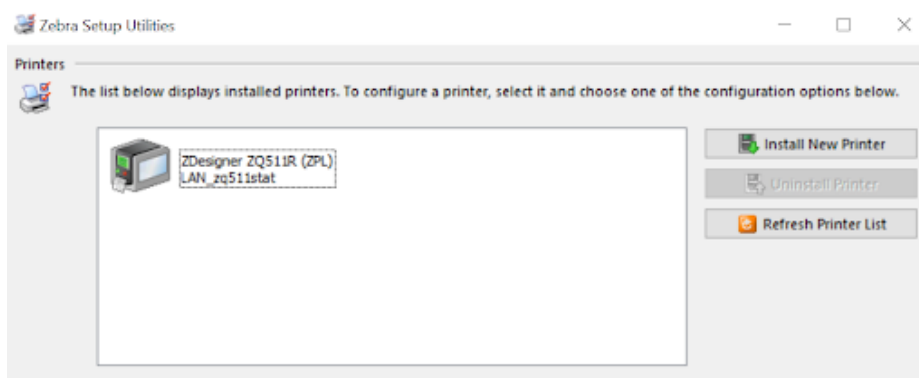 Zebra Setup Utilities
Printers
The list below displays installed printers. To configure a printer, select it and choose one of the configuration options below.
ZDesigner ZQ511R (ZPL)
LAN_zq511stat
Install New Printer
Uninstall Printer
Refresh Printer List